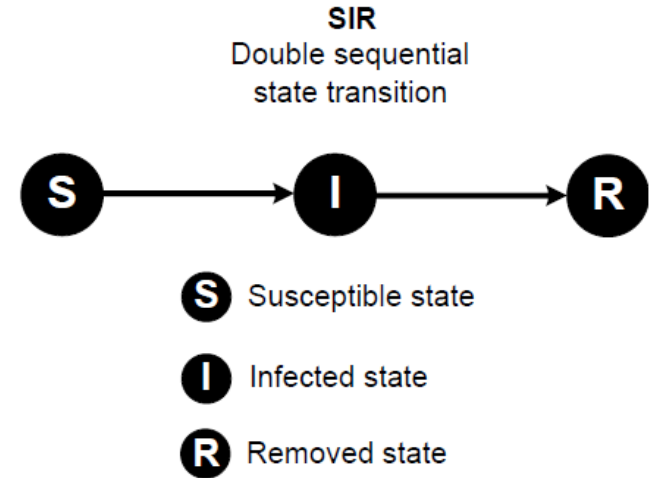 SIR
Double sequential
state transition
S I R
S Susceptible state
I Infected state
R Removed state